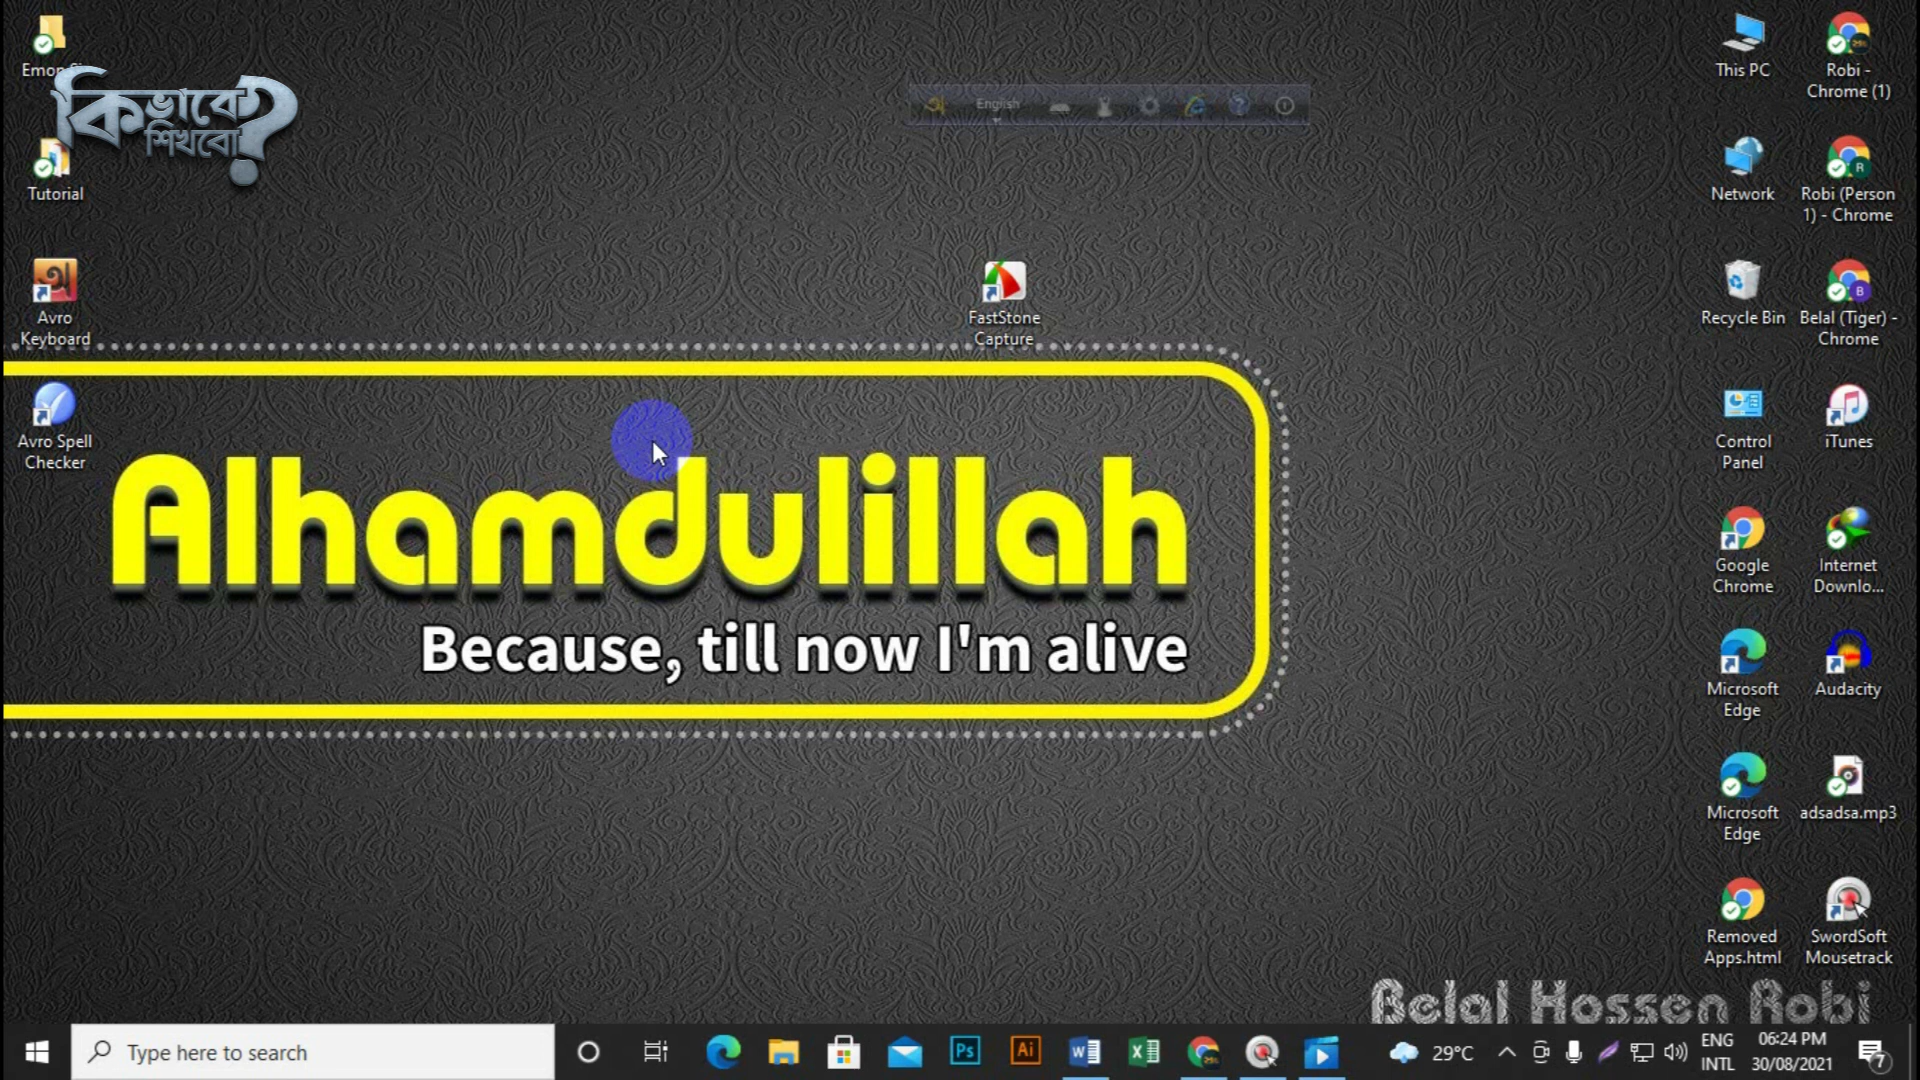 কিভাবে
শিখবো?
Tutorial
Avro
Keyboard
Avro Spell
Checker
English
FastStone
Capture
Alhamdulillah
Because, till now I'm alive
This PC
Robi -
Chrome (1)
Network
Robi (Person
1) - Chrome
Recycle Bin
Belal (Tiger) -
Chrome
Control
Panel
iTunes
Google
Chrome
Internet
Downlo...
Microsoft
Edge
Audacity
Microsoft
Edge
adsadsa.mp3
Removed
Apps.html
SwordSoft
Mousetrack
Belal Hossen Robi
Type here to search
29°C
ENG
INTL
06:24 PM
30/08/2021
7